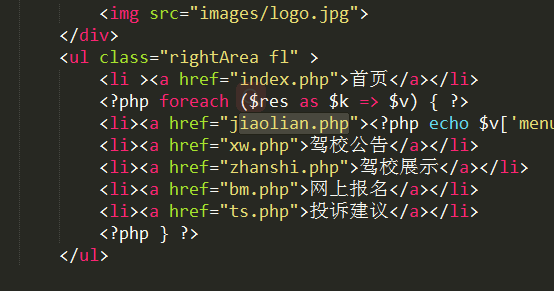 <img src="images/logo.jpg">
</div>
<ul class="rightArea fl" >
<li ><a href="index.php">首页</a></li>
<?php foreach ($res as $k => $v) { ?>
<li><a href="jiaolian.php"><?php echo $v['menu
<li><a href="xw.php">驾校公告</a></li>
<li><a href="zhanshi.php">驾校展示</a></li>
<li><a href="bm.php">网上报名</a></li>
<li><a href="ts.php">投诉建议</a></li>
<?php } ?>
</ul>